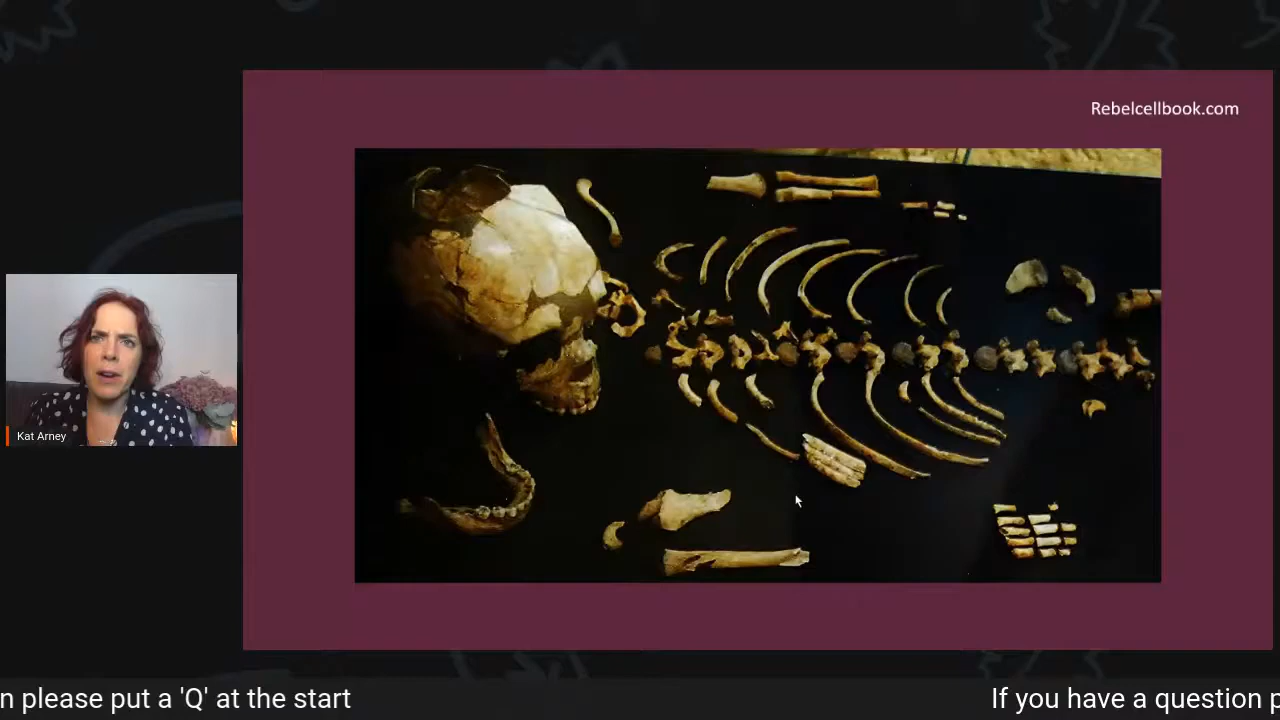 Rebelcellbook.com
Kat Arney
n please put a 'Q' at the start
If you have a question p